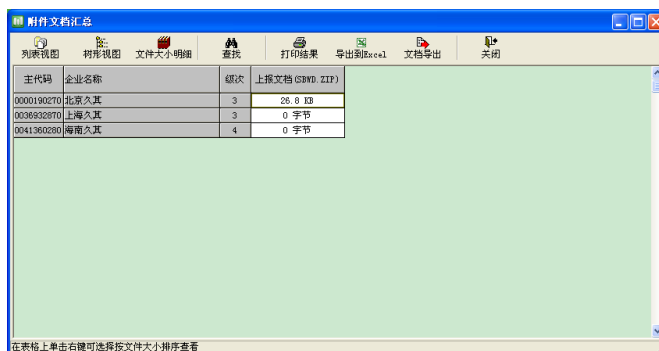 附件文档汇总
列表视图 树形视图 文件大小明细 查找 打印结果 导出到Excel 文档导出 关闭
主代码 企业名称 级次 上报文档(SBWD.ZIP)
0000190270 北京久其 3 26.8 KB
0036932870 上海久其 3 0 字节
0041360280 海南久其 4 0 字节
在表格上单击右键可选择按文件大小排序查看